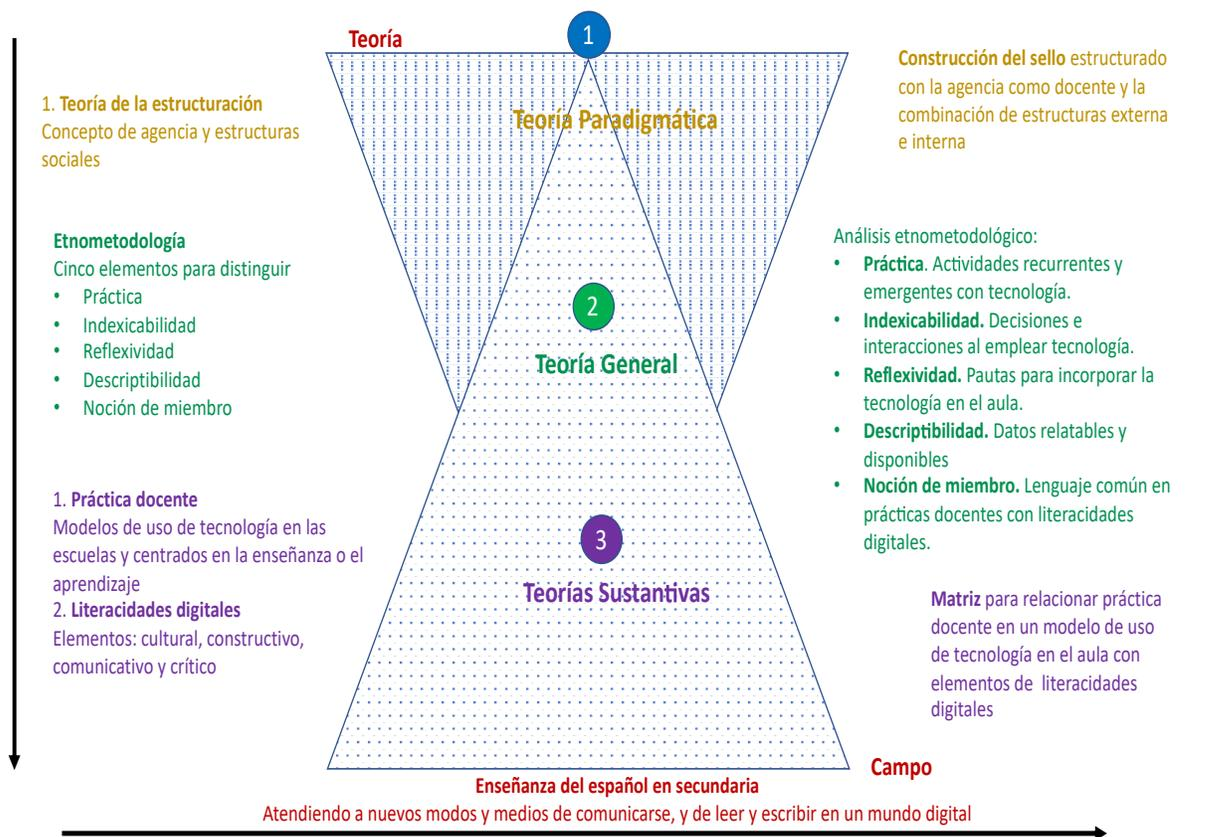 Teoría
1
Teoría Paradigmática
1. Teoría de la estructuración
Concepto de agencia y estructuras
sociales
Construcción del sello estructurado
con la agencia como docente y la
combinación de estructuras externa
e interna
Etnometodología
Cinco elementos para distinguir
• Práctica
• Indexicabilidad
• Reflexividad
• Descriptibilidad
• Noción de miembro
2
Teoría General
Análisis etnometodológico:
• Práctica. Actividades recurrentes y
emergentes con tecnología.
• Indexicabilidad. Decisiones e
interacciones al emplear tecnología.
• Reflexividad. Pautas para incorporar la
tecnología en el aula.
• Descriptibilidad. Datos relatables y
disponibles
• Noción de miembro. Lenguaje común en
prácticas docentes con literacidades
digitales.
1. Práctica docente
Modelos de uso de tecnología en las
escuelas y centrados en la enseñanza o el
aprendizaje
2. Literacidades digitales
Elementos: cultural, constructivo,
comunicativo y crítico
3
Teorías Sustantivas
Matriz para relacionar práctica
docente en un modelo de uso
de tecnología en el aula con
elementos de literacidades
digitales
Campo
Enseñanza del español en secundaria
Atendiendo a nuevos modos y medios de comunicarse, y de leer y escribir en un mundo digital